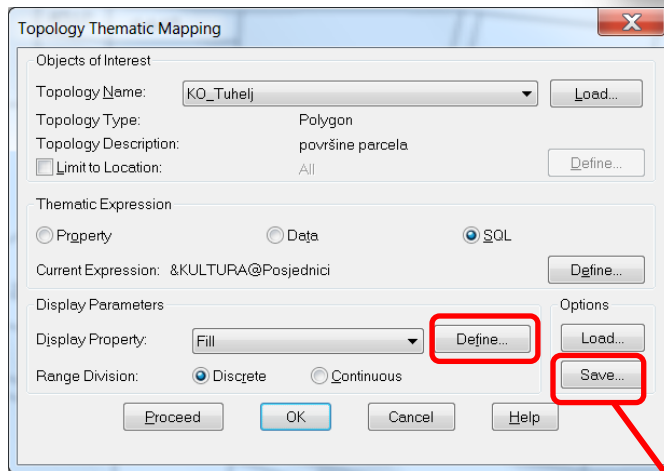 Topology Thematic Mapping
Objects of Interest
Topology Name: KO_Tuhelj Load...
Topology Type: Polygon
Topology Description: površine parcela
Limit to Location: All Define...
Thematic Expression
Property Data SQL
Current Expression: &KULTURA@Posjednici Define...
Display Parameters Options
Display Property: Fill Define... Load...
Range Division: Discrete Continuous Save...
Proceed OK Cancel Help